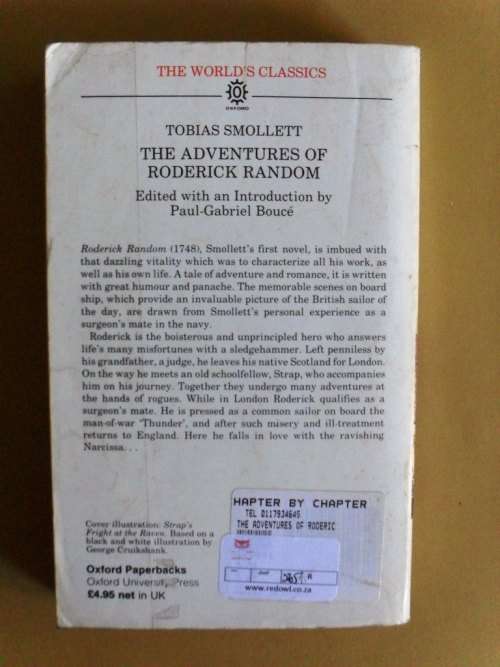 THE WORLD'S CLASSICS
OXFORD
TOBIAS SMOLLETT
THE ADVENTURES OF
RODERICK RANDOM
Edited with an Introduction by
Paul-Gabriel Boucé
Roderick Random (1748), Smollett's first novel, is imbued with
that dazzling vitality which was to characterize all his work, as
well as his own life. A tale of adventure and romance, it is written
with great humour and panache. The memorable scenes on board
ship, which provide an invaluable picture of the British sailor of
the day, are drawn from Smollett's personal experience as a
surgeon's mate in the navy.
Roderick is the boisterous and unprincipled hero who answers
life's many misfortunes with a sledgehammer. Left penniless by
his grandfather, a judge, he leaves his native Scotland for London.
On the way he meets an old schoolfellow, Strap, who accompanies
him on his journey. Together they undergo many adventures at
the hands of rogues. While in London Roderick qualifies as a
surgeon's mate. He is pressed as a common sailor on board the
man-of-war 'Thunder', and after such misery and ill-treatment
returns to England. Here he falls in love with the ravishing
Narcissa. . .
HAPTER BY CHAPTER
TEL 0117934645
THE ADVENTURES OF RODERIC
Cover illustration: Strap's
Fright at the Raven. Based on a
black and white illustration by
George Cruikshank.
Oxford Paperbacks
Oxford University Press
£4.95 net in UK
R
www.redowl.co.za